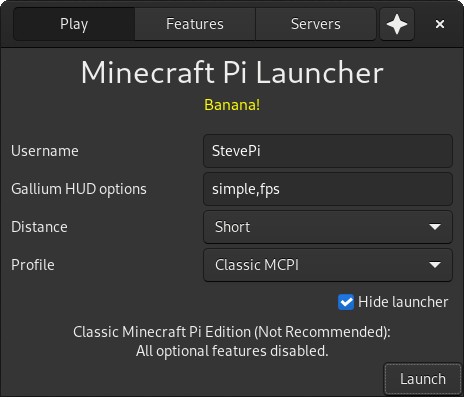 Play Features Servers
Minecraft Pi Launcher
Banana!
Username StevePi
Gallium HUD options simple,fps
Distance Short
Profile Classic MCPI
Hide launcher
Classic Minecraft Pi Edition (Not Recommended):
All optional features disabled.
Launch